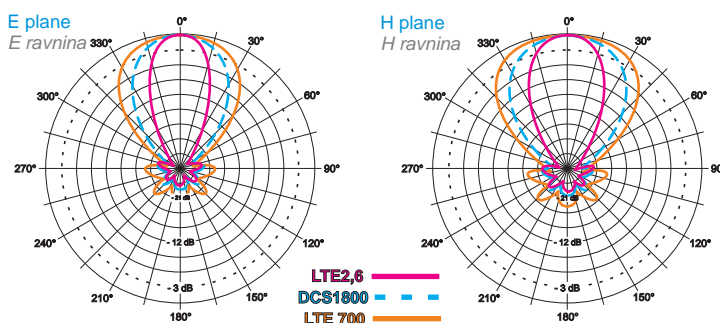 E plane
E ravnina
0°
30°
60°
90°
120°
150°
180°
210°
240°
270°
300°
330°
- 21 dB
- 12 dB
- 3 dB
H plane
H ravnina
0°
30°
60°
90°
120°
150°
180°
210°
240°
270°
300°
330°
- 21 dB
- 12 dB
- 3 dB
LTE2,6
DCS1800
LTE 700